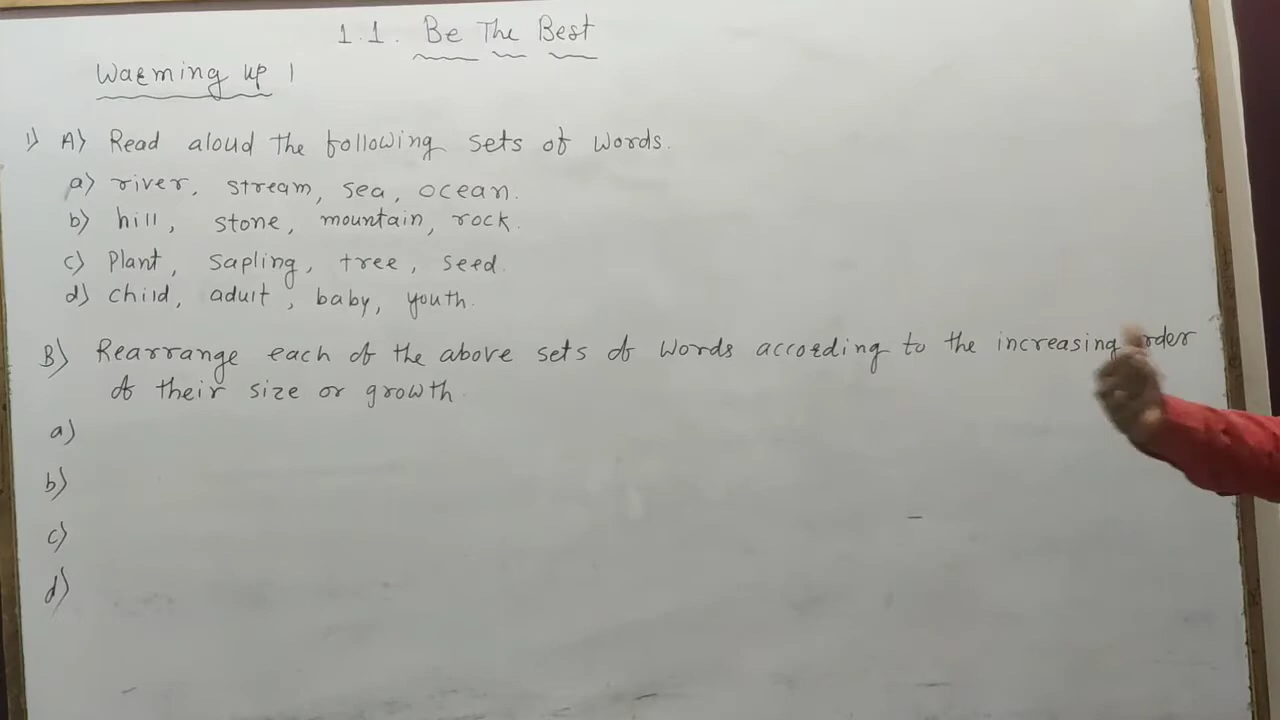 1.1. Be The Best
Warming up !
1) A) Read aloud the following sets of words.
a) river, stream, sea, ocean.
b) hill, stone, mountain, rock.
c) Plant, sapling, tree, seed.
d) child, adult, baby, youth.
B) Rearrange each of the above sets of words according to the increasing order
of their size or growth
a)
b)
c)
d)